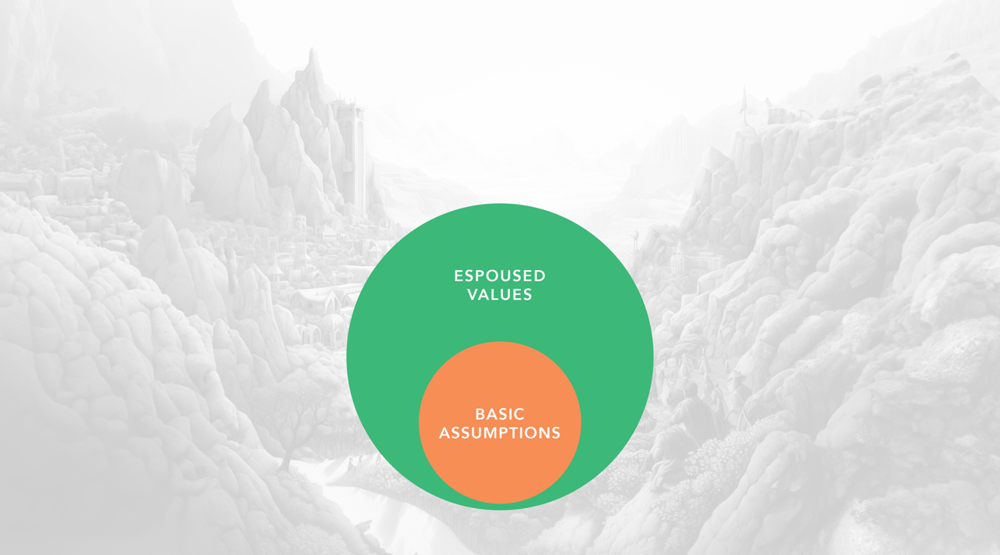 ESPOUSED
VALUES
BASIC
ASSUMPTIONS